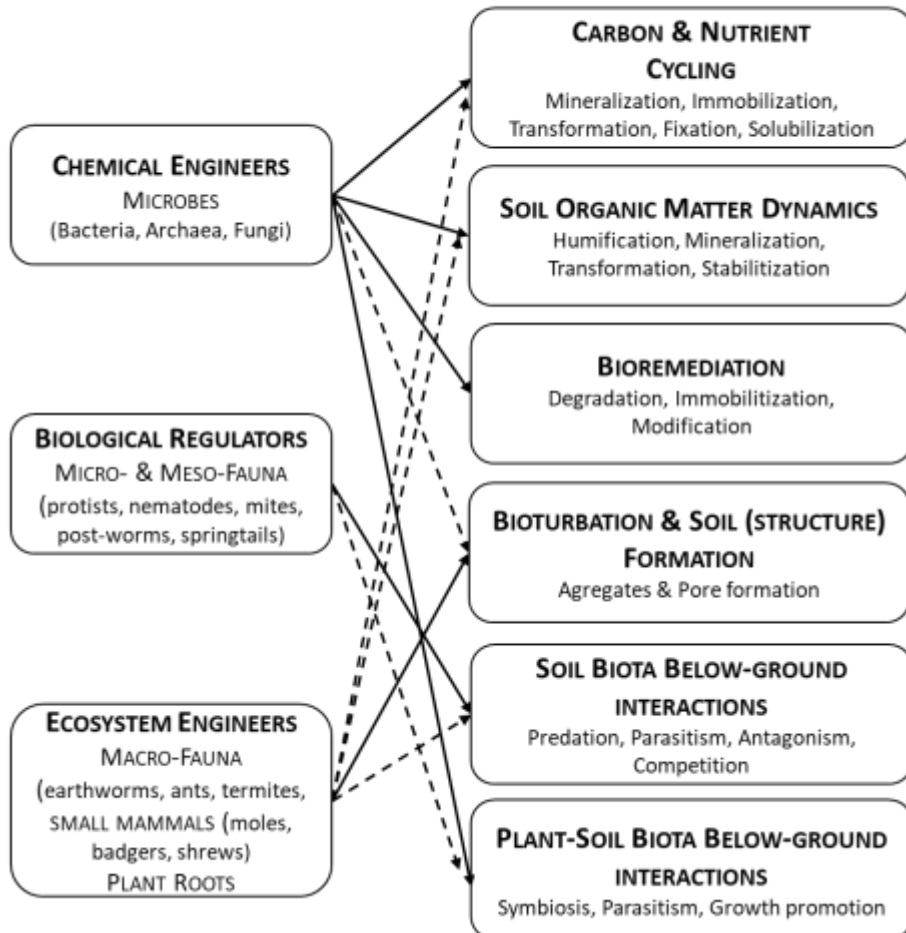 CHEMICAL ENGINEERS
MICROBES
(Bacteria, Archaea, Fungi)
BIOLOGICAL REGULATORS
MICRO- & MESO-FAUNA
(protists, nematodes, mites,
post-worms, springtails)
ECOSYSTEM ENGINEERS
MACRO-FAUNA
(earthworms, ants, termites,
SMALL MAMMALS (moles,
badgers, shrews)
PLANT ROOTS
CARBON & NUTRIENT
CYCLING
Mineralization, Immobilization,
Transformation, Fixation, Solubilization
SOIL ORGANIC MATTER DYNAMICS
Humification, Mineralization,
Transformation, Stabilitization
BIOREMEDIATION
Degradation, Immobilitization,
Modification
BIOTURBATION & SOIL (STRUCTURE)
FORMATION
Agregates & Pore formation
SOIL BIOTA BELOW-GROUND
INTERACTIONS
Predation, Parasitism, Antagonism,
Competition
PLANT-SOIL BIOTA BELOW-GROUND
INTERACTIONS
Symbiosis, Parasitism, Growth promotion